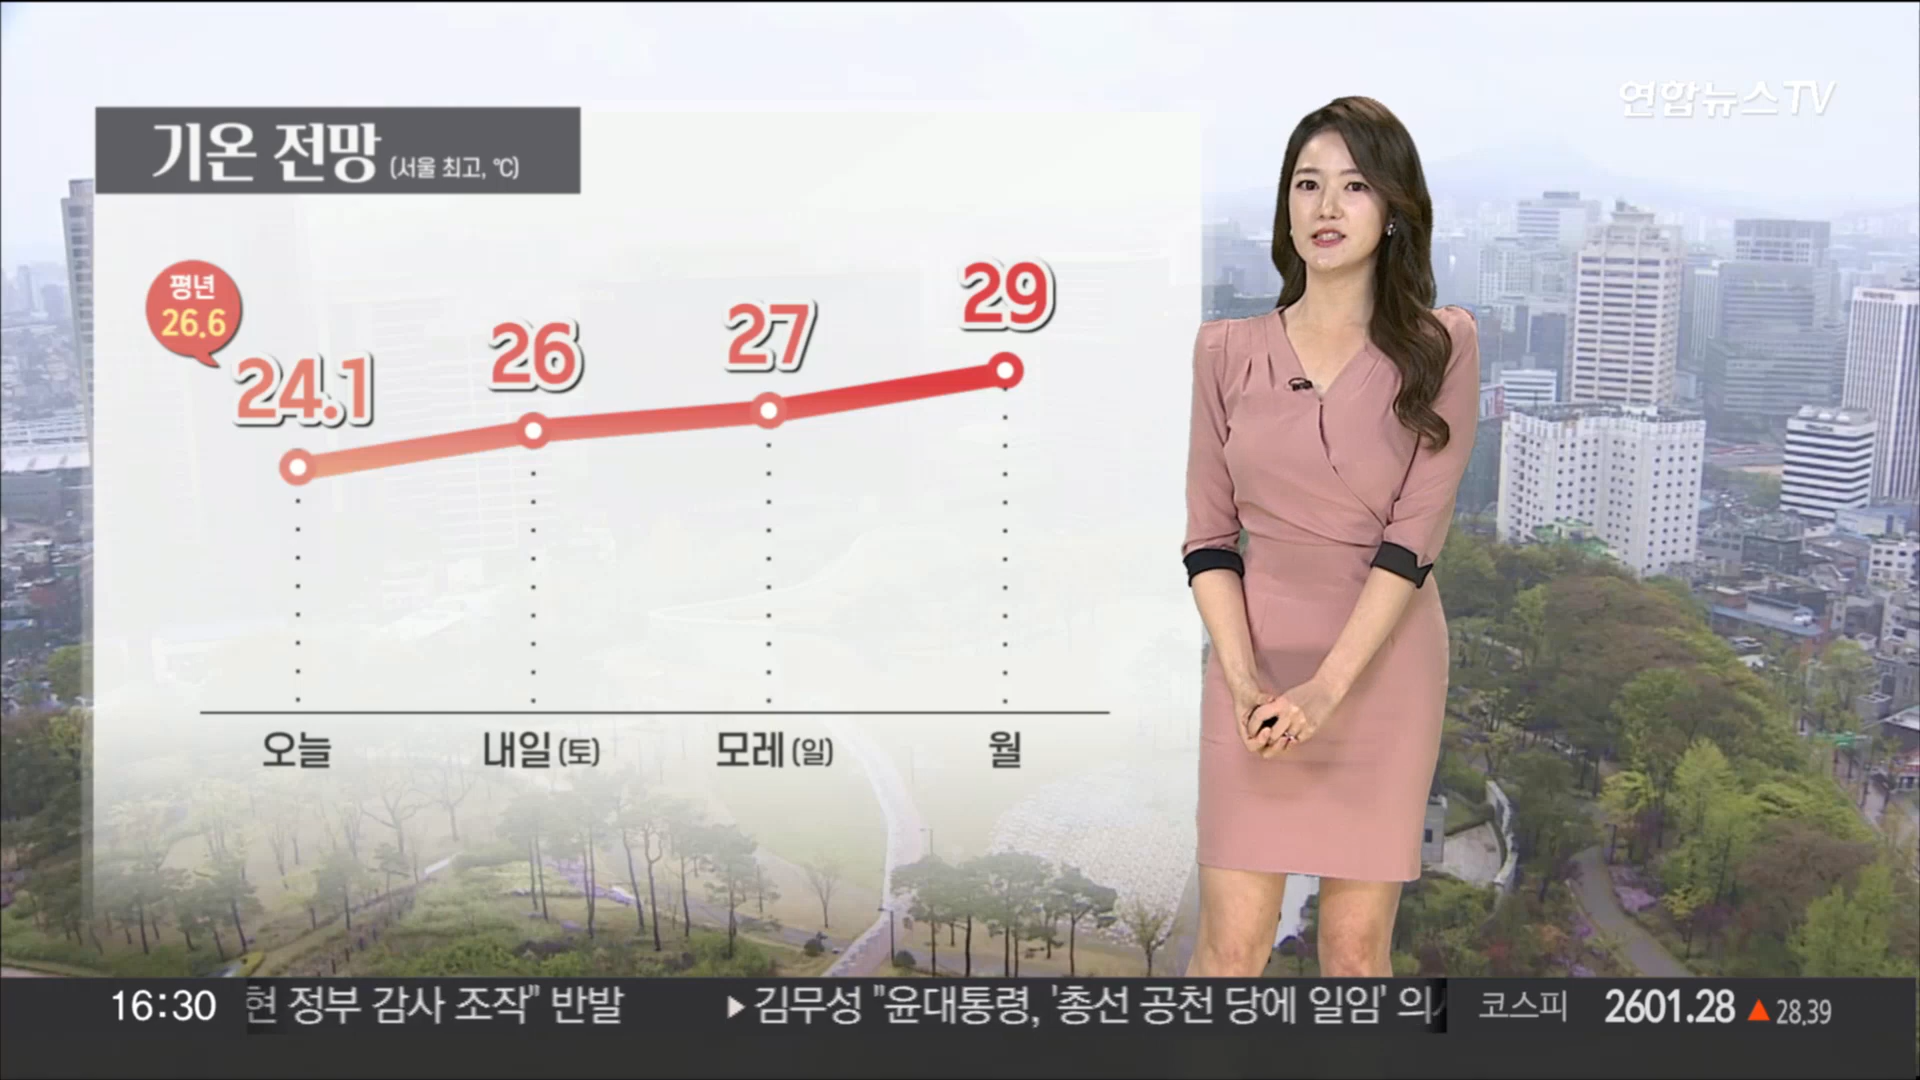 연합뉴스TV
기온 전망 (서울 최고, ℃)
평년
26.6
24.1
26
27
29
오늘
내일 (토)
모레 (일)
월
16:30
현 정부 감사 조작" 반발
▶김무성 "윤대통령, '총선 공천 당에 일임' 의
코스피 2601.28 ▲ 28.39